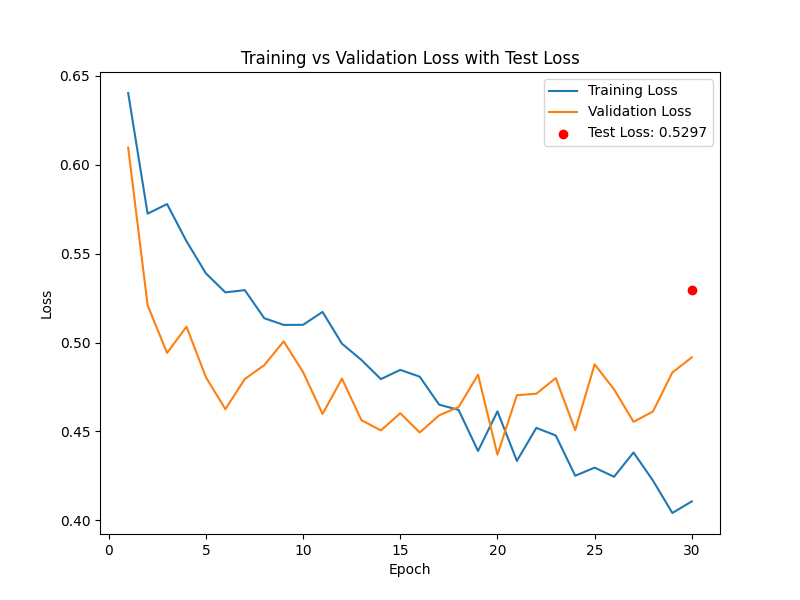 Training vs Validation Loss with Test Loss
Training Loss
Validation Loss
Test Loss: 0.5297
Loss
0.65
0.60
0.55
0.50
0.45
0.40
0
5
10
15
20
25
30
Epoch